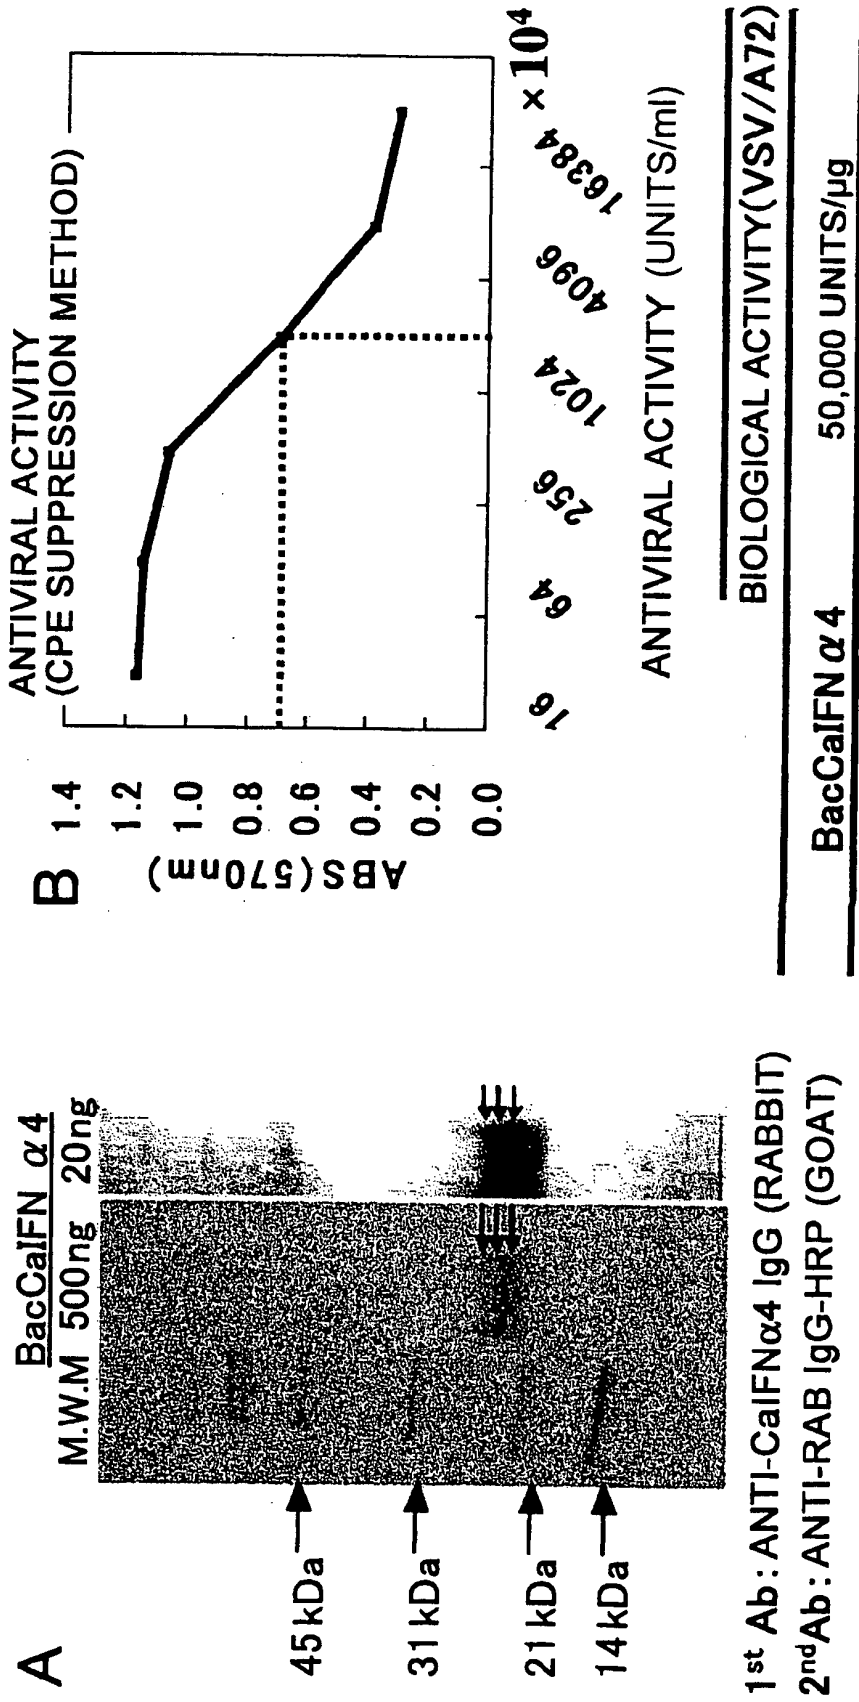 A
BacCaIFN α4
M.W.M 500ng 20ng
45kDa
31kDa
21kDa
14kDa
1st Ab : ANTI-CaIFNα4 IgG (RABBIT)
2nd Ab : ANTI-RAB IgG-HRP (GOAT)
B
ANTIVIRAL ACTIVITY
(CPE SUPPRESSION METHOD)
ABS(570nm)
1.4
1.2
1.0
0.8
0.6
0.4
0.2
0.0
16 64 256 1024 4096 16384 ×10⁴
ANTIVIRAL ACTIVITY (UNITS/ml)
BIOLOGICAL ACTIVITY(VSV/A72)
BacCaIFN α4 50,000 UNITS/μg